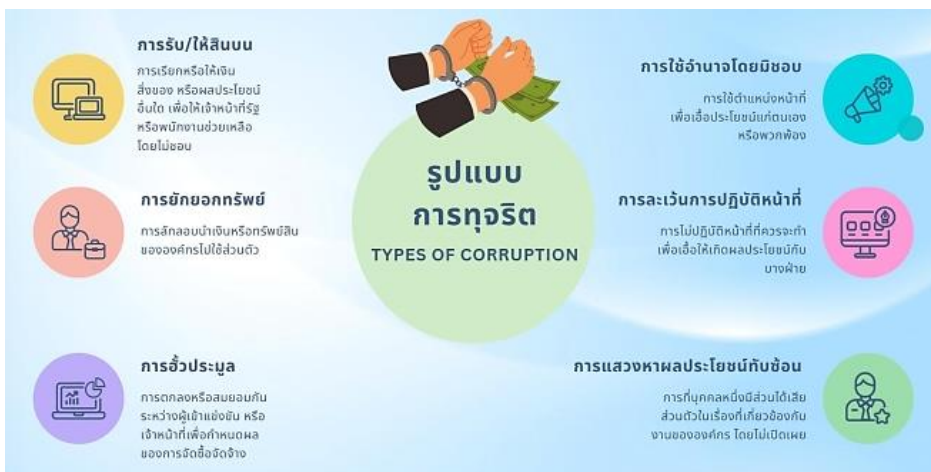 การรับ/ให้สินบน
การเรียกหรือให้เงิน
สิ่งของ หรือผลประโยชน์
อื่นใด เพื่อให้เจ้าหน้าที่รัฐ
หรือพนักงานช่วยเหลือ
โดยไม่ชอบ
การยักยอกทรัพย์
การลักลอบนำเงินหรือทรัพย์สิน
ขององค์กรไปใช้ส่วนตัว
การฮั้วประมูล
การตกลงหรือสมยอมกัน
ระหว่างผู้เข้าแข่งขัน หรือ
เจ้าหน้าที่เพื่อกำหนดผล
ของการจัดซื้อจัดจ้าง
รูปแบบ
การทุจริต
TYPES OF CORRUPTION
การใช้อำนาจโดยมิชอบ
การใช้ตำแหน่งหน้าที่
เพื่อเอื้อประโยชน์แก่ตนเอง
หรือพวกพ้อง
การละเว้นการปฏิบัติหน้าที่
การไม่ปฏิบัติหน้าที่ที่ควรจะทำ
เพื่อเอื้อให้เกิดผลประโยชน์กับ
บางฝ่าย
การแสวงหาผลประโยชน์ทับซ้อน
การที่บุคคลหนึ่งมีส่วนได้เสีย
ส่วนตัวในเรื่องที่เกี่ยวข้องกับ
งานขององค์กร โดยไม่เปิดเผย